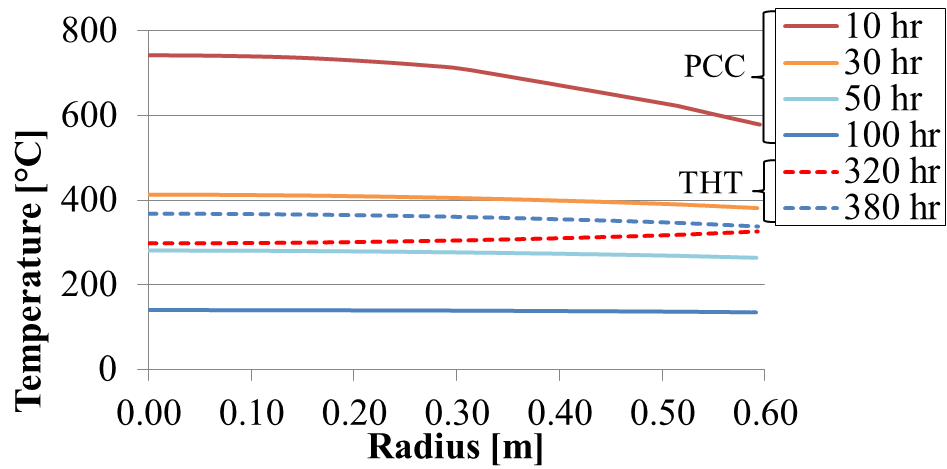 800
600
400
200
0
Temperature [°C]
0.00 0.10 0.20 0.30 0.40 0.50 0.60
Radius [m]
PCC
THT
10 hr
30 hr
50 hr
100 hr
320 hr
380 hr